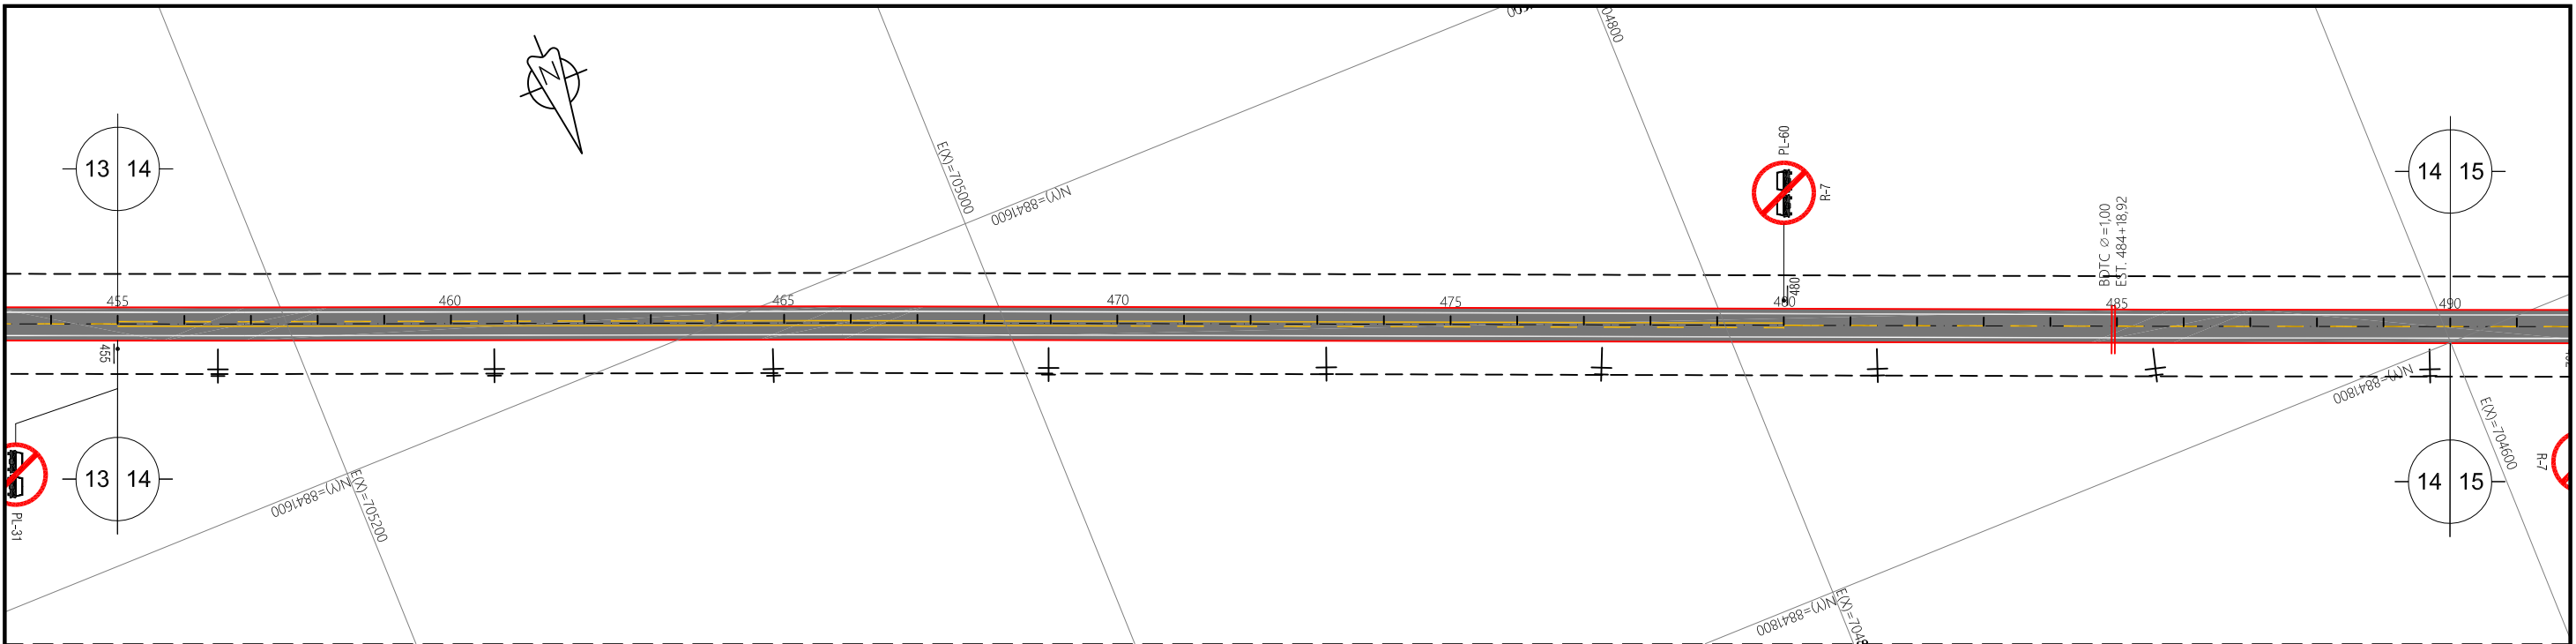 N
13 14
14 15
E(X)=705000
N(Y)=8841600
PL-60
R-7
480
BDTC ∅=1,00
EST. 484+18,92
455
460
465
470
475
480
485
490
455
N(Y)=8841800
E(X)=704600
N(Y)=8841600
E(X)=705200
13 14
14 15
PL-31
R-7
N(Y)=8841800